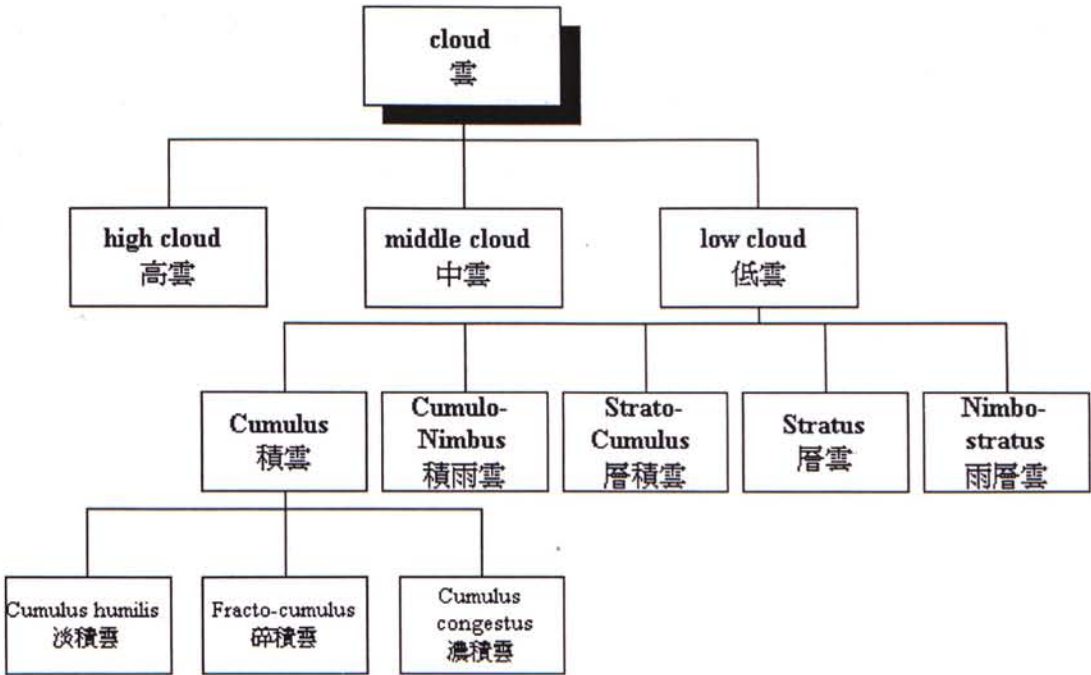 cloud
雲
high cloud
高雲
middle cloud
中雲
low cloud
低雲
Cumulus
積雲
Cumulo-
Nimbus
積雨雲
Strato-
Cumulus
層積雲
Stratus
層雲
Nimbo-
stratus
雨層雲
Cumulus humilis
淡積雲
Fracto-cumulus
碎積雲
Cumulus
congestus
濃積雲